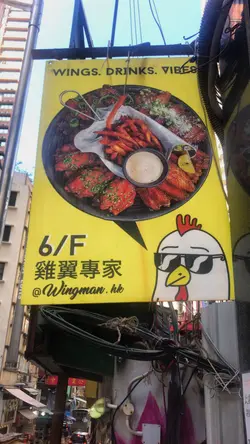 WINGS. DRINKS. VIBES
6/F
雞翼專家
@Wingman.hk